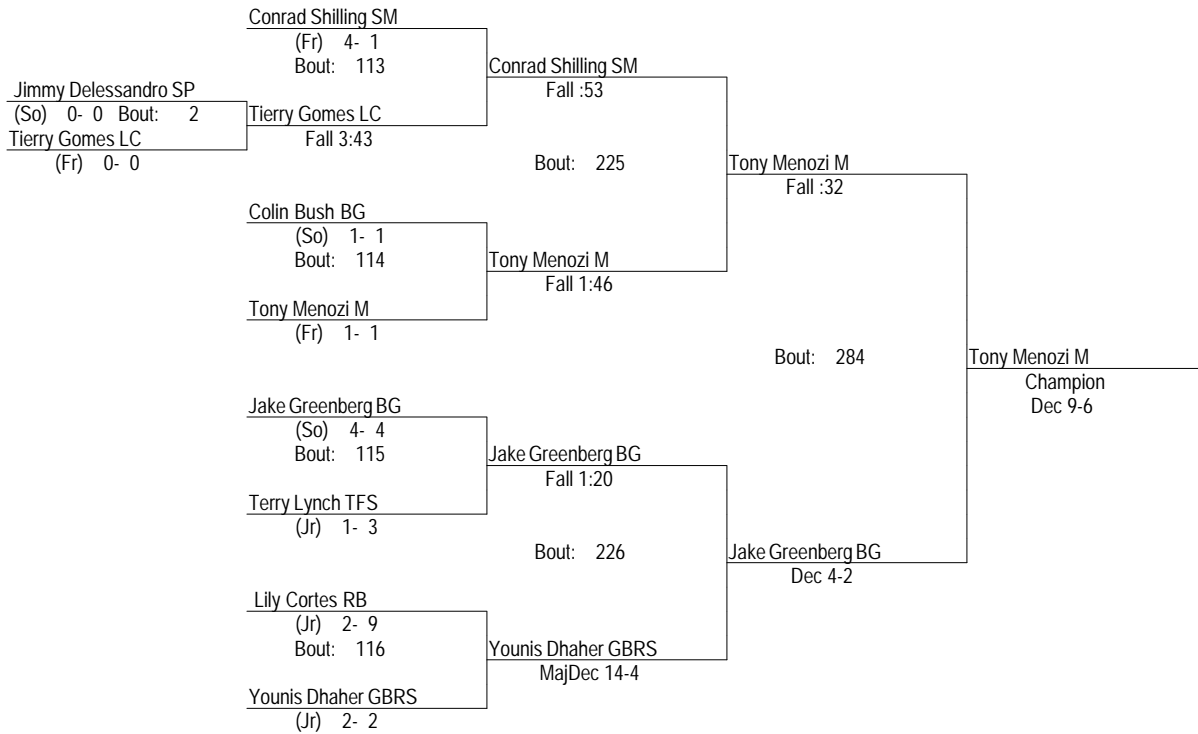 Conrad Shilling SM
(Fr) 4- 1
Bout: 113
Jimmy Delessandro SP
(So) 0- 0 Bout: 2
Tierry Gomes LC
(Fr) 0- 0
Tierry Gomes LC
Fall 3:43
Conrad Shilling SM
Fall :53
Bout: 225
Colin Bush BG
(So) 1- 1
Bout: 114
Tony Menozi M
(Fr) 1- 1
Tony Menozi M
Fall 1:46
Tony Menozi M
Fall :32
Bout: 284
Jake Greenberg BG
(So) 4- 4
Bout: 115
Terry Lynch TFS
(Jr) 1- 3
Jake Greenberg BG
Fall 1:20
Bout: 226
Lily Cortes RB
(Jr) 2- 9
Bout: 116
Younis Dhaher GBRS
(Jr) 2- 2
Younis Dhaher GBRS
MajDec 14-4
Jake Greenberg BG
Dec 4-2
Tony Menozi M
Champion
Dec 9-6